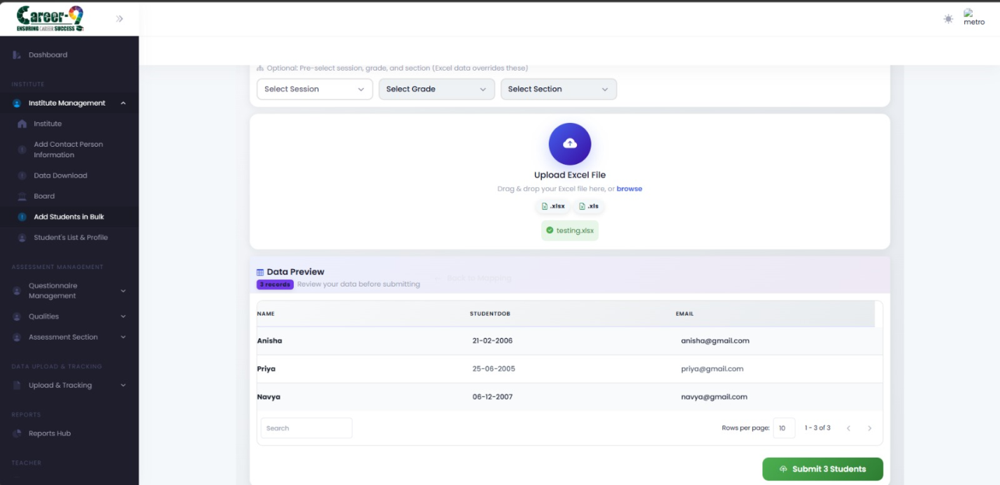 Career-9
ENSURING CAREER SUCCESS
metro
Dashboard
INSTITUTE
Institute Management
Institute
Add Contact Person
Information
Data Download
Board
Add Students in Bulk
Student's List & Profile
ASSESSMENT MANAGEMENT
Questionnaire
Management
Qualities
Assessment Section
DATA UPLOAD & TRACKING
Upload & Tracking
REPORTS
Reports Hub
TEACHER
Optional: Pre-select session, grade, and section (Excel data overrides these)
Select Session Select Grade Select Section
Upload Excel File
Drag & drop your Excel file here, or browse
.xlsx .xls
testing.xlsx
Data Preview
Back to Mapping
3 records Review your data before submitting
NAME STUDENTDOB EMAIL
Anisha 21-02-2006 anisha@gmail.com
Priya 25-06-2005 priya@gmail.com
Navya 06-12-2007 navya@gmail.com
Search Rows per page: 10 1 - 3 of 3
Submit 3 Students